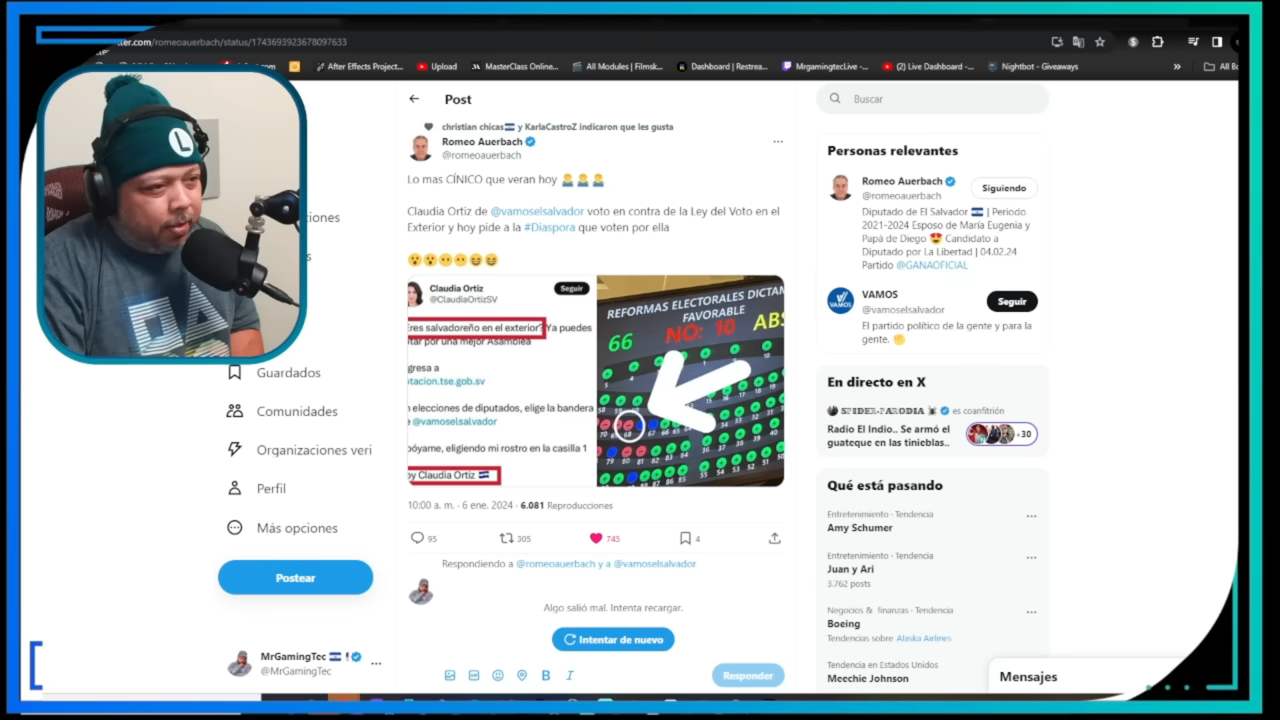 ter.com/romeoauerbach/status/1743693923678097633
After Effects Project...
Upload
MasterClass Online...
All Modules | Filmsk...
Dashboard | Restrea...
MrgamingtecLive -...
(2) Live Dashboard -...
Nightbot - Giveaways
»
All Bo
L
Post
Buscar
christian chicas y KarlaCastroZ indicaron que les gusta
Romeo Auerbach
@romeoauerbach
Lo mas CÍNICO que veran hoy
Claudia Ortiz de @vamoselsalvador voto en contra de la Ley del Voto en el
Exterior y hoy pide a la #Diaspora que voten por ella
Claudia Ortiz
@ClaudiaOrtizSV
Seguir
Eres salvadoreño en el exterior? Ya puedes
tar por una mejor Asamblea
gresa a
tacion.tse.gob.sv
n elecciones de diputados, elige la bandera
e @vamoselsalvador
póyame, eligiendo mi rostro en la casilla 1
oy Claudia Ortiz
REFORMAS ELECTORALES DICTAM
FAVORABLE
66
NO: 10
ABS
10:00 a. m. · 6 ene. 2024 · 6.081 Reproducciones
95
305
745
4
Respondiendo a @romeoauerbach y a @vamoselsalvador
Algo salió mal. Intenta recargar.
Intentar de nuevo
Responder
ciones
s
Guardados
Comunidades
Organizaciones veri
Perfil
Más opciones
Postear
MrGamingTec
@MrGamingTec
Personas relevantes
Romeo Auerbach
@romeoauerbach
Siguiendo
Diputado de El Salvador | Periodo
2021-2024 Esposo de María Eugenia y
Papá de Diego Candidato a
Diputado por La Libertad | 04.02.24
Partido @GANAOFICIAL
VAMOS
VAMOS
@vamoselsalvador
Seguir
El partido político de la gente y para la
gente.
En directo en X
SPIDER-PARODIA es coanfitrión
Radio El Indio.. Se armó el
guateque en las tinieblas..
+30
Qué está pasando
Entretenimiento · Tendencia
Amy Schumer
Entretenimiento · Tendencia
Juan y Ari
3.762 posts
Negocios & finanzas · Tendencia
Boeing
Tendencias sobre Alaska Airlines
Tendencia en Estados Unidos
Meechie Johnson
Mensajes